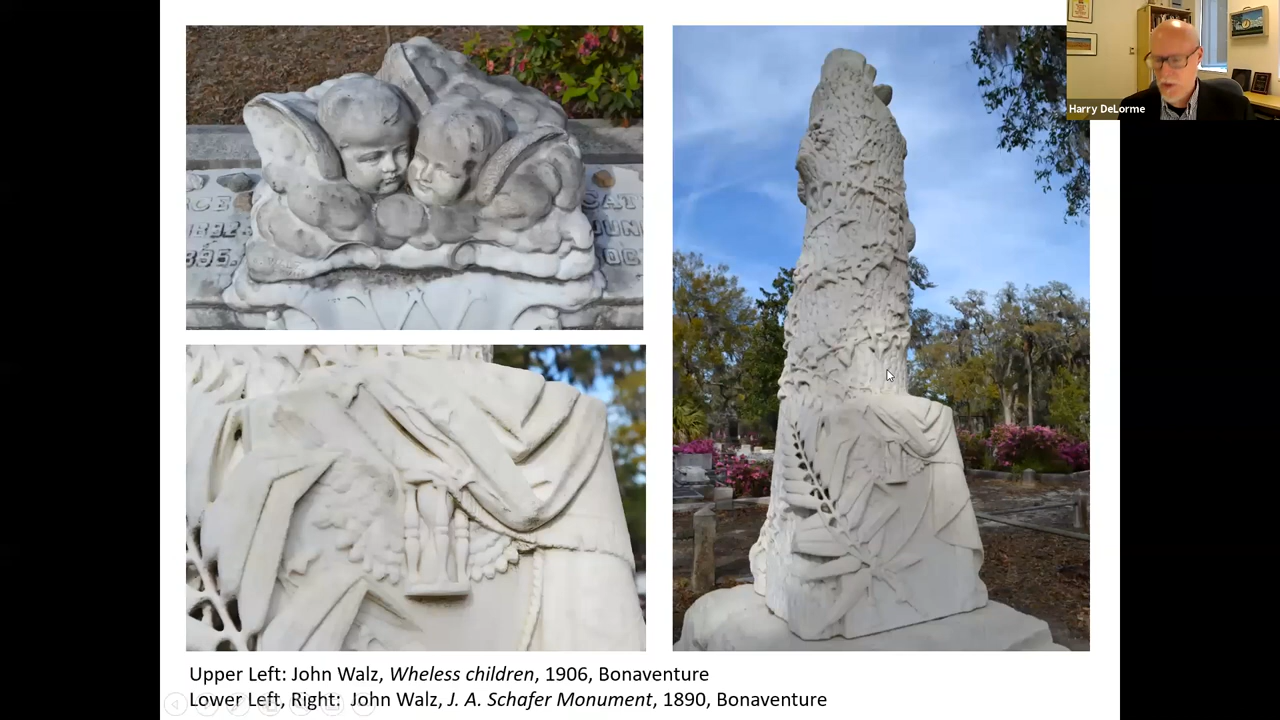 Harry DeLorme
Upper Left: John Walz, Wheless children, 1906, Bonaventure
Lower Left, Right:  John Walz, J. A. Schafer Monument, 1890, Bonaventure